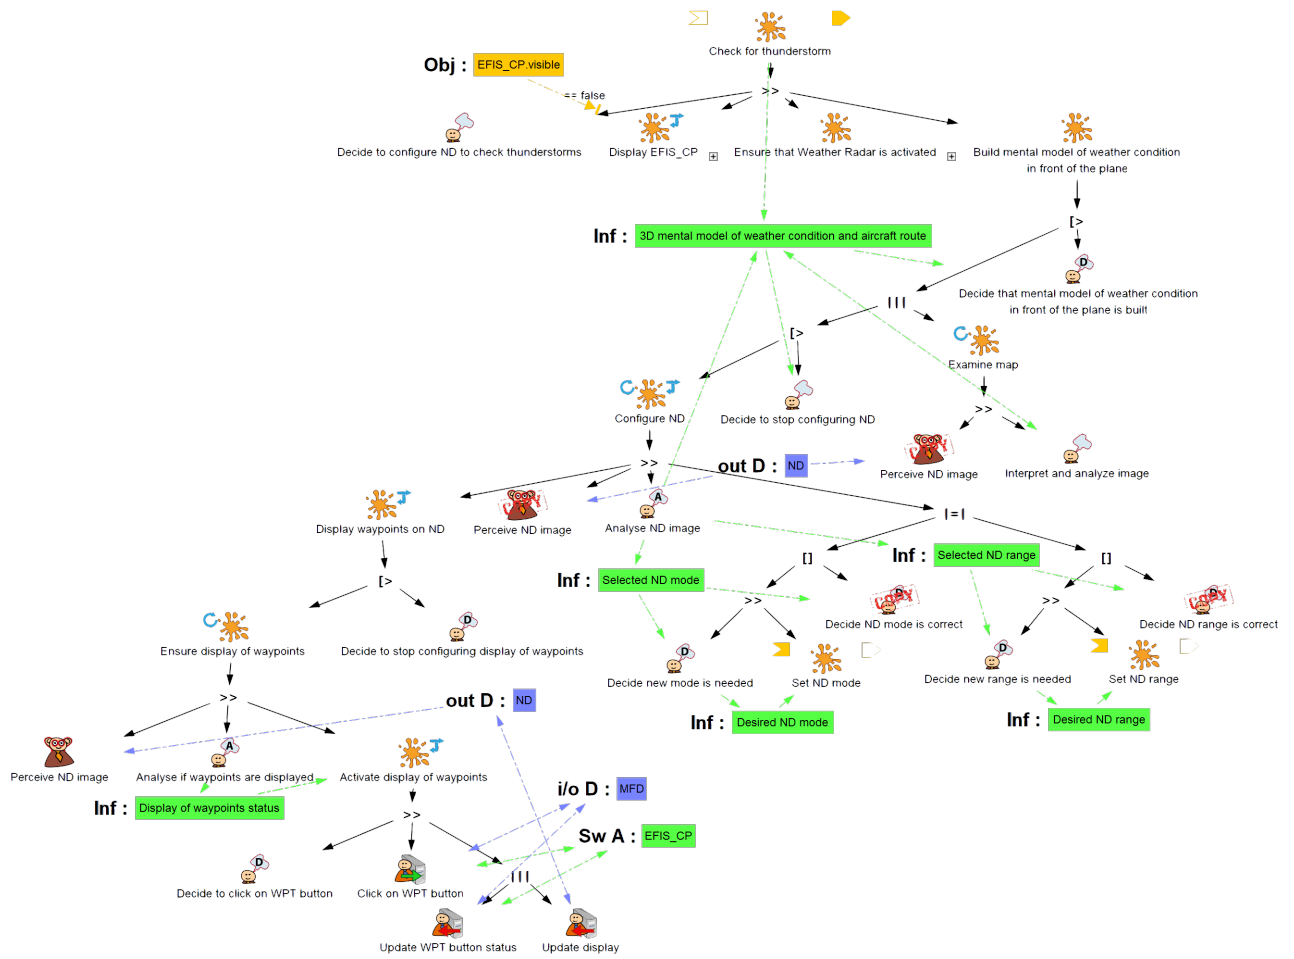 Check for thunderstorm
Obj : EFIS_CP.visible
>>
== false
Decide to configure ND to check thunderstorms
Display EFIS_CP
Ensure that Weather Radar is activated
Build mental model of weather condition
in front of the plane
[>
Inf : 3D mental model of weather condition and aircraft route
D
Decide that mental model of weather condition
in front of the plane is built
|||
[>
Examine map
Configure ND
Decide to stop configuring ND
>>
>>
out D : ND
COPY
Perceive ND image
Interpret and analyze image
Display waypoints on ND
COPY
Perceive ND image
A
Analyse ND image
|=|
[>
Inf : Selected ND mode
[]
Inf : Selected ND range
[]
>>
D
COPY
Decide ND mode is correct
>>
D
COPY
Decide ND range is correct
Ensure display of waypoints
D
Decide to stop configuring display of waypoints
D
Decide new mode is needed
Set ND mode
D
Decide new range is needed
Set ND range
>>
out D : ND
Inf : Desired ND mode
Inf : Desired ND range
Perceive ND image
A
Analyse if waypoints are displayed
Activate display of waypoints
Inf : Display of waypoints status
i/o D : MFD
>>
Sw A : EFIS_CP
D
Decide to click on WPT button
Click on WPT button
|||
Update WPT button status
Update display